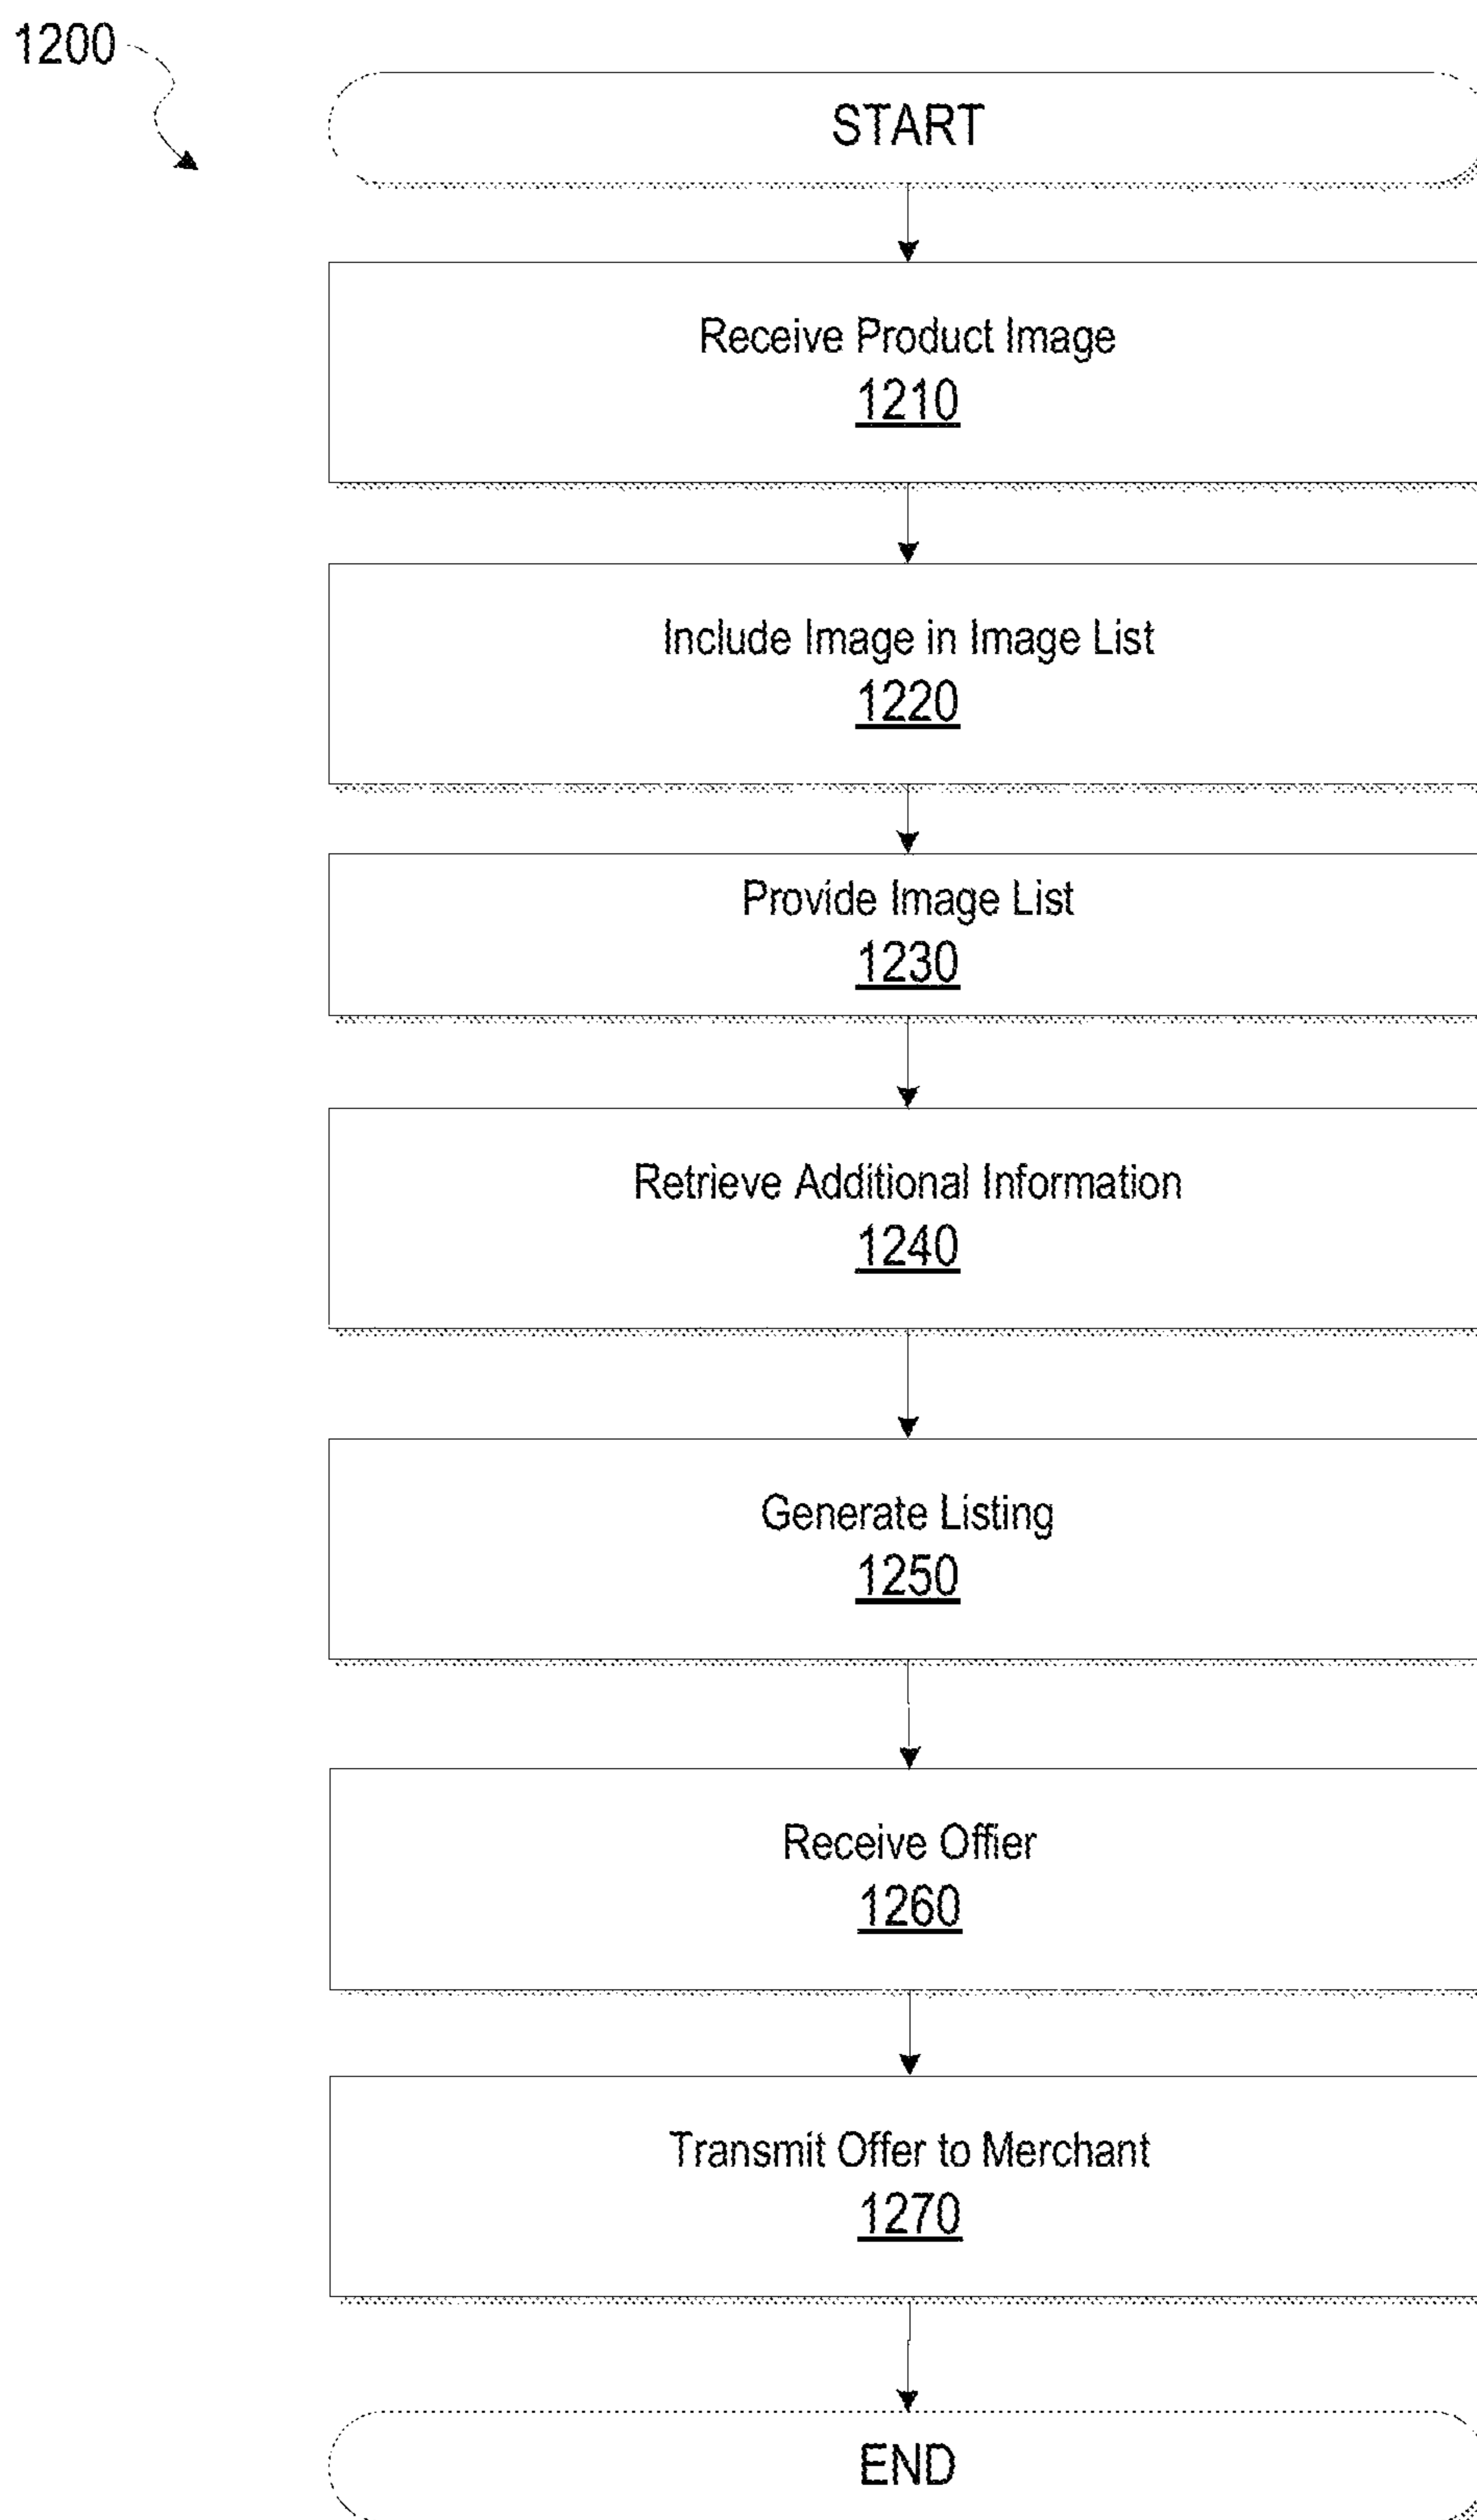 1200
START
Receive Product Image
1210
Include Image in Image List
1220
Provide Image List
1230
Retrieve Additional Information
1240
Generate Listing
1250
Receive Offier
1260
Transmit Offer to Merchant
1270
END